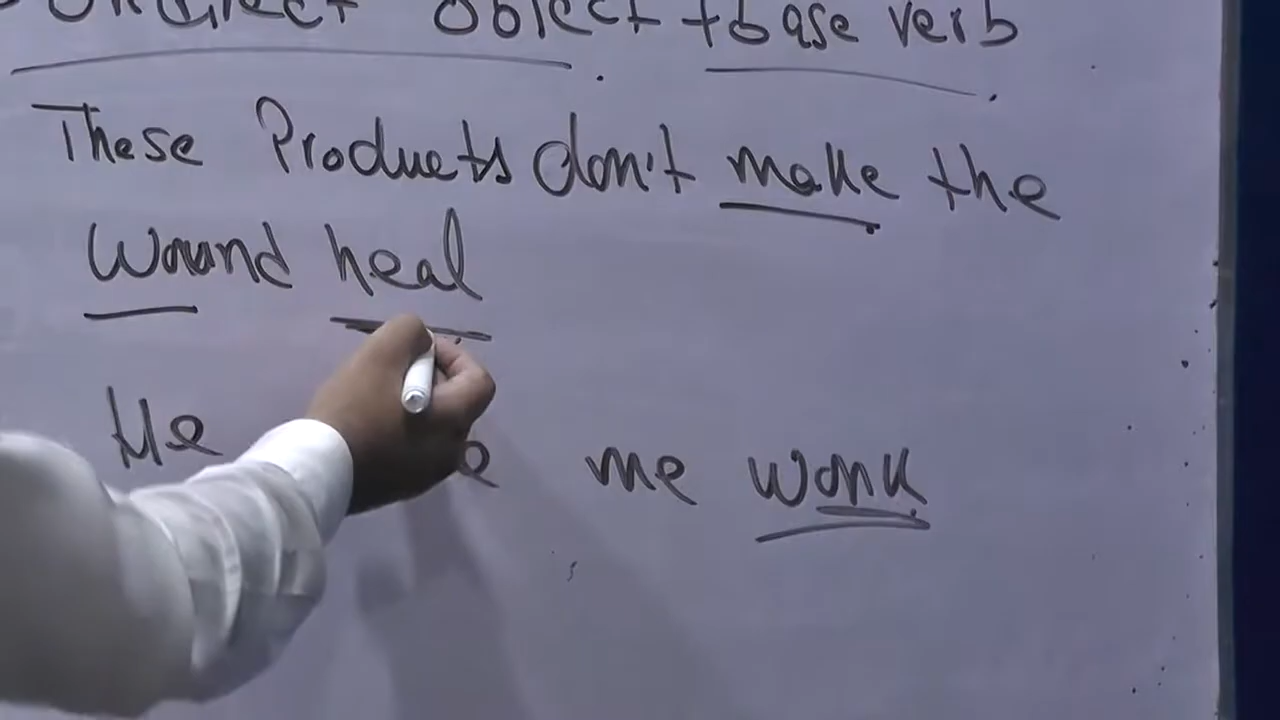 object + base verb
These Products don't make the
Wound heal
He me work